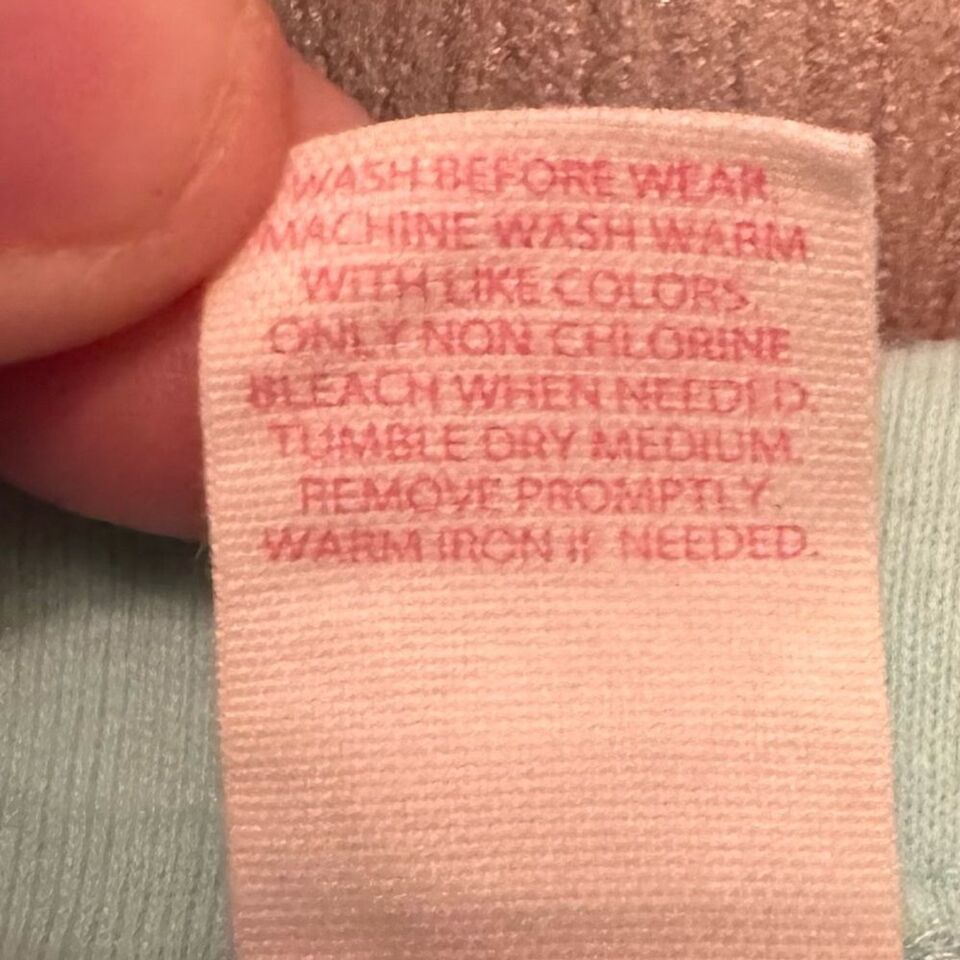 WASH BEFORE WEAR
MACHINE WASH WARM
WITH LIKE COLORS.
ONLY NON CHLORINE
BLEACH WHEN NEEDED.
TUMBLE DRY MEDIUM.
REMOVE PROMPTLY.
WARM IRON IF NEEDED.